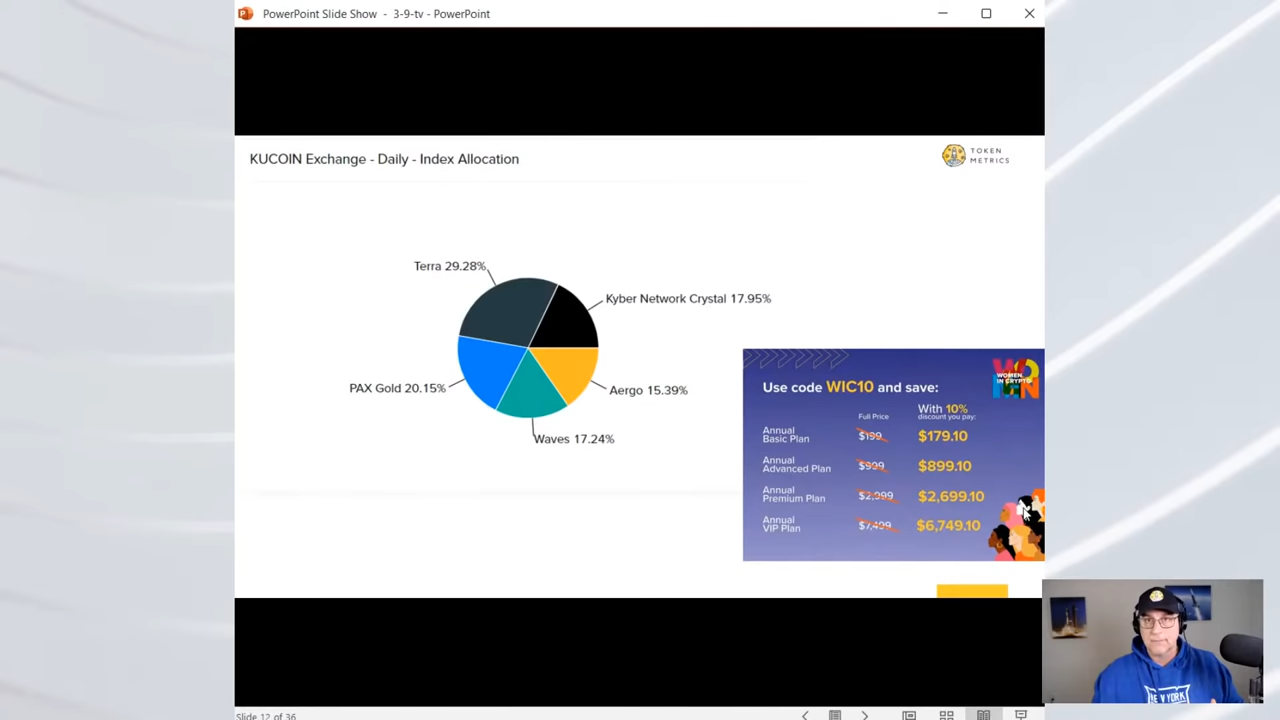 PowerPoint Slide Show - 3-9-tv - PowerPoint
KUCOIN Exchange - Daily - Index Allocation
TOKEN
METRICS
Terra 29.28%
Kyber Network Crystal 17.95%
PAX Gold 20.15%
Aergo 15.39%
Waves 17.24%
Use code WIC10 and save:
WOMEN
WOMEN
IN CRYPTO
Full Price
With 10%
discount you pay:
Annual
Basic Plan
$199
$179.10
Annual
Advanced Plan
$999
$899.10
Annual
Premium Plan
$2,999
$2,699.10
Annual
VIP Plan
$7,499
$6,749.10
Slide 12 of 36